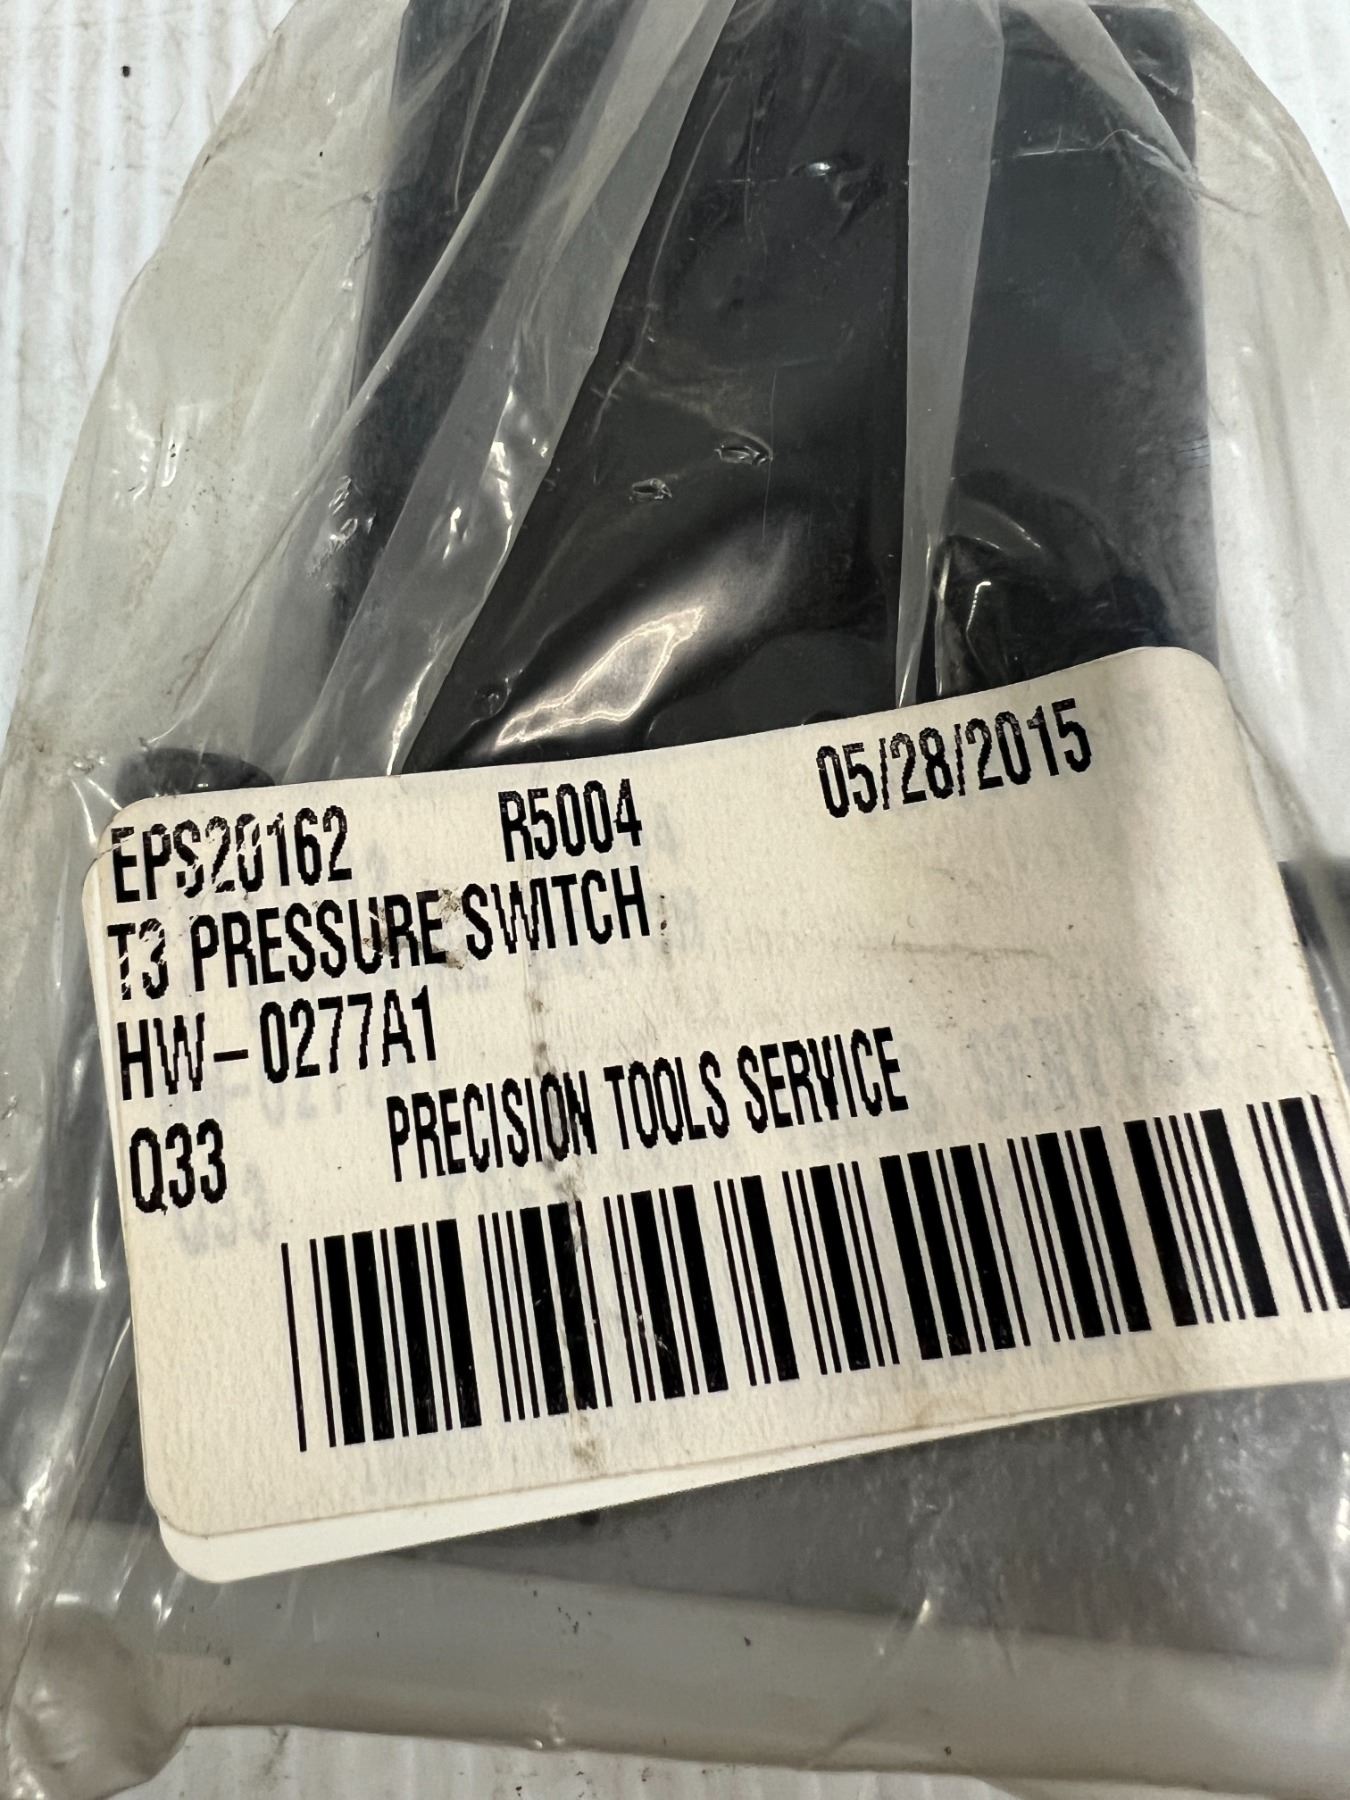 EPS20162 R5004 05/28/2015
T3 PRESSURE SWITCH
HW-0277A1
Q33 PRECISION TOOLS SERVICE